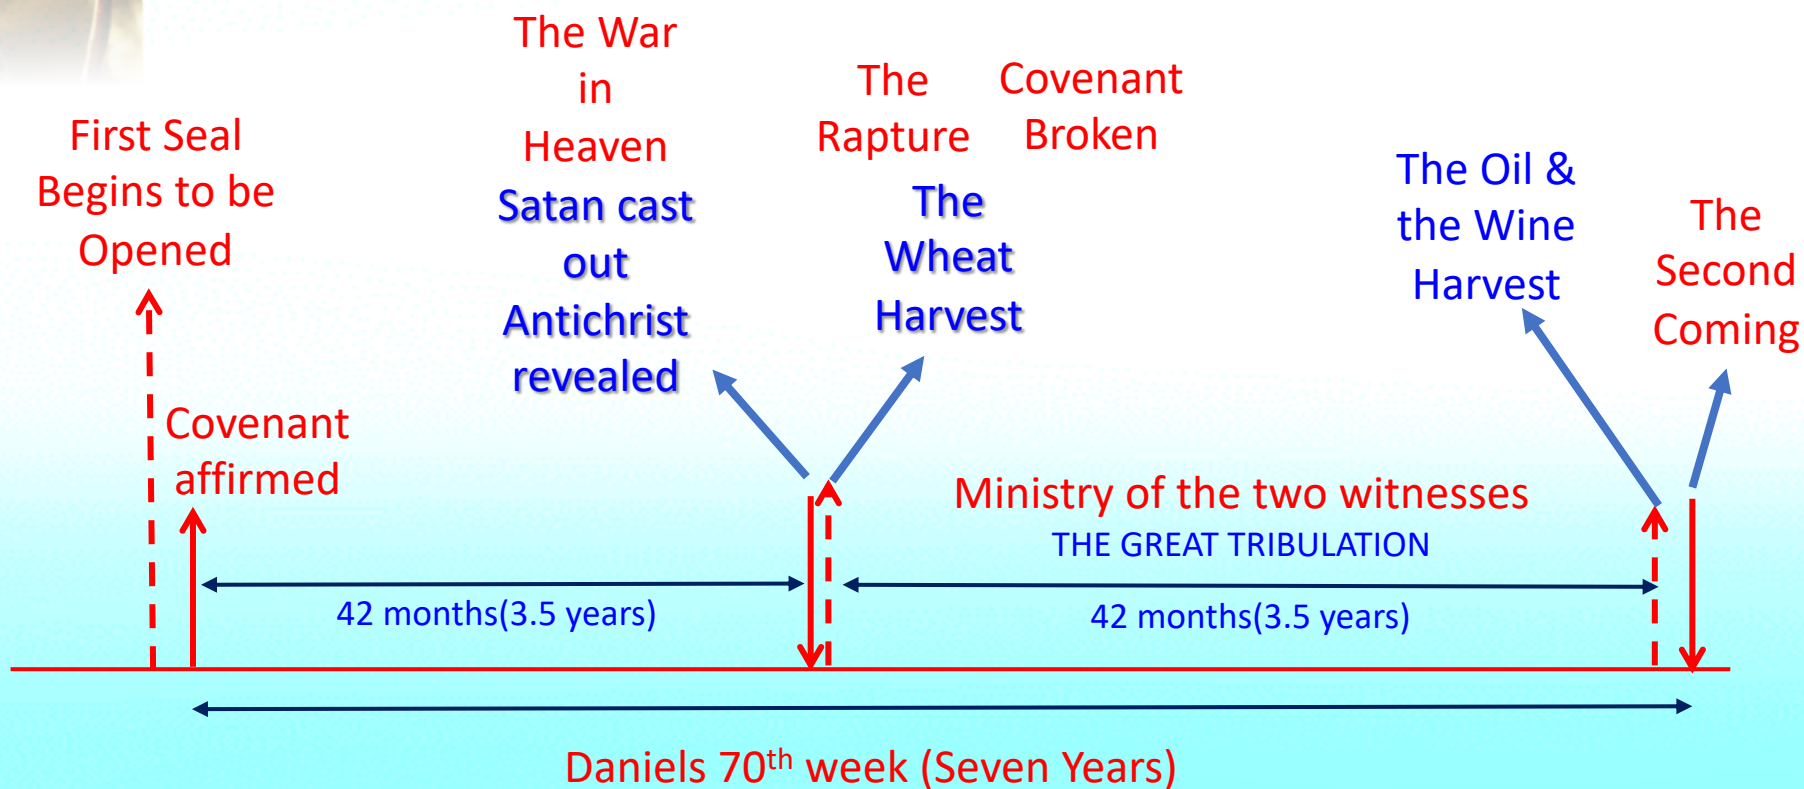 The War
in
Heaven
Satan cast
out
Antichrist
revealed
The
Rapture
Covenant
Broken
The
Wheat
Harvest
First Seal
Begins to be
Opened
The Oil &
the Wine
Harvest
The
Second
Coming
Covenant
affirmed
Ministry of the two witnesses
THE GREAT TRIBULATION
42 months(3.5 years)
42 months(3.5 years)
Daniels 70th week (Seven Years)